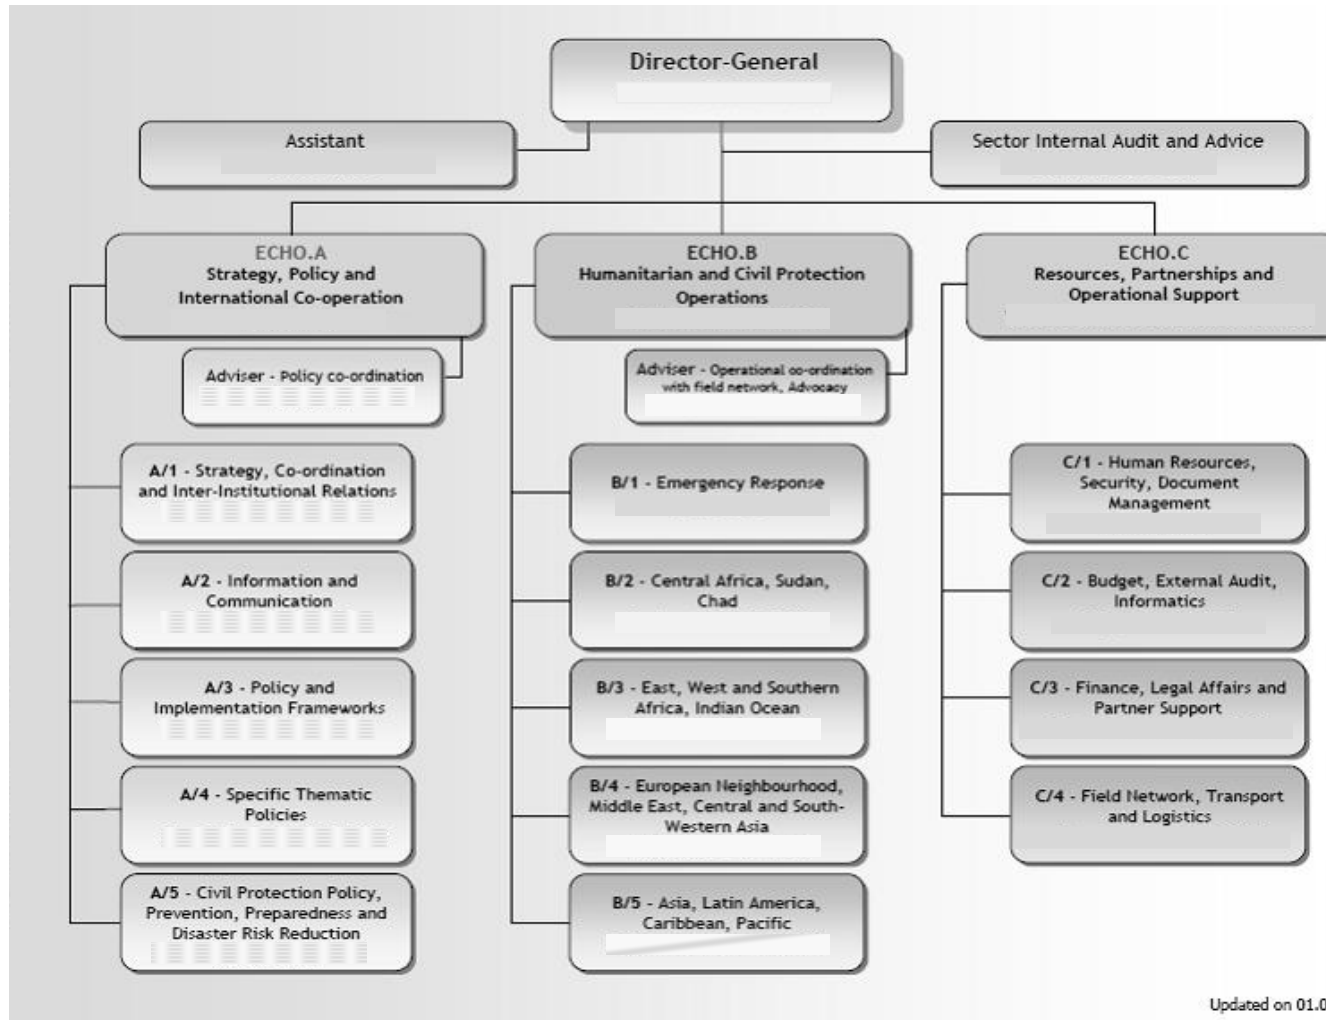 Director-General
Assistant
Sector Internal Audit and Advice
ECHO.A
Strategy, Policy and
International Co-operation
ECHO.B
Humanitarian and Civil Protection
Operations
ECHO.C
Resources, Partnerships and
Operational Support
Adviser - Policy co-ordination
Adviser - Operational co-ordination
with field network, Advocacy
A/1 - Strategy, Co-ordination
and Inter-Institutional Relations
A/2 - Information and
Communication
A/3 - Policy and
Implementation Frameworks
A/4 - Specific Thematic
Policies
A/5 - Civil Protection Policy,
Prevention, Preparedness and
Disaster Risk Reduction
B/1 - Emergency Response
B/2 - Central Africa, Sudan,
Chad
B/3 - East, West and Southern
Africa, Indian Ocean
B/4 - European Neighbourhood,
Middle East, Central and South-
Western Asia
B/5 - Asia, Latin America,
Caribbean, Pacific
C/1 - Human Resources,
Security, Document
Management
C/2 - Budget, External Audit,
Informatics
C/3 - Finance, Legal Affairs and
Partner Support
C/4 - Field Network, Transport
and Logistics
Updated on 01.0